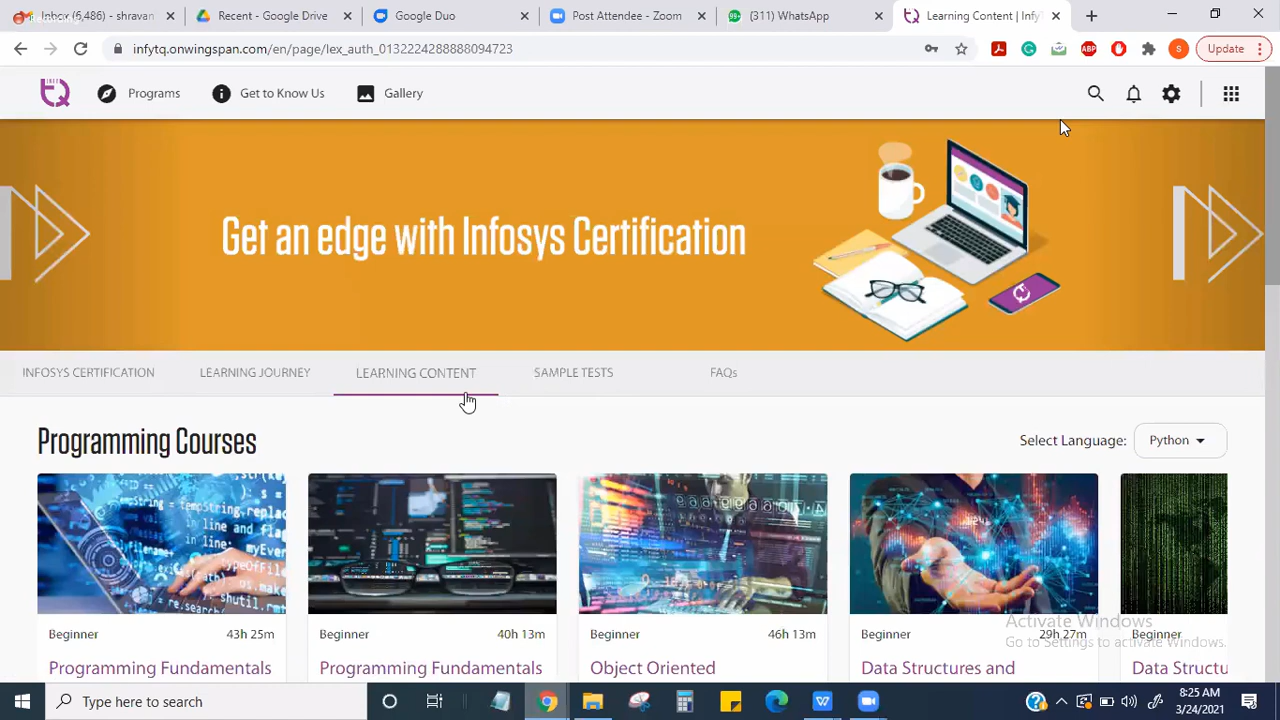 Inbox (6,486) - shravan
Recent - Google Drive
Google Duo
Post Attendee - Zoom
(311) WhatsApp
Learning Content | InfyT
infytq.onwingspan.com/en/page/lex_auth_0132224288888094723
ABP
S
Update
Programs
Get to Know Us
Gallery
Get an edge with Infosys Certification
INFOSYS CERTIFICATION
LEARNING JOURNEY
LEARNING CONTENT
SAMPLE TESTS
FAQs
Programming Courses
Select Language:
Python
Beginner
43h 25m
Beginner
40h 13m
Beginner
46h 13m
Beginner
29h 27m
Beginner
Programming Fundamentals
Programming Fundamentals
Object Oriented
Data Structures and
Data Structu
Activate Windows
Go to Settings to activate Windows.
Type here to search
8:25 AM
3/24/2021